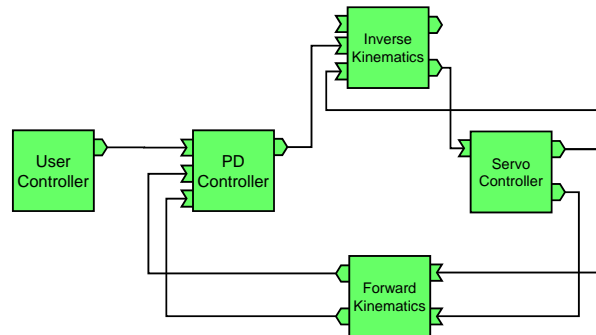 Inverse
Kinematics
User
Controller
PD
Controller
Servo
Controller
Forward
Kinematics